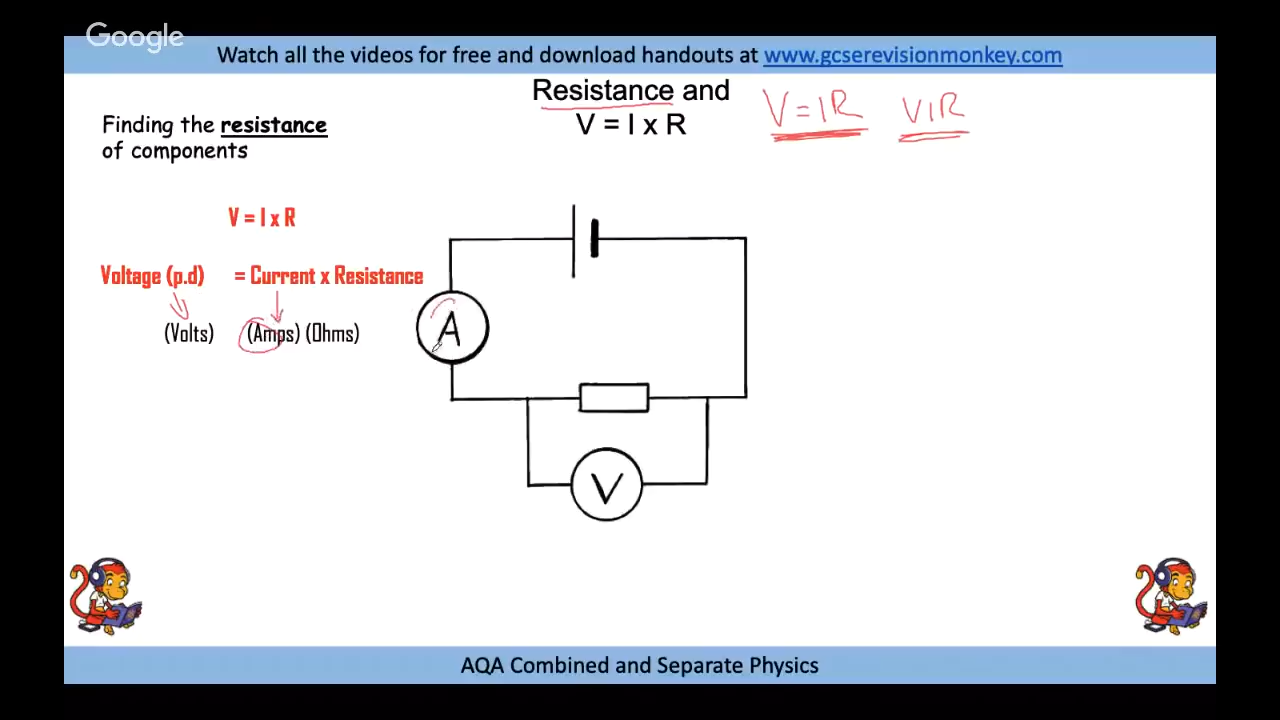 Google
Watch all the videos for free and download handouts at www.gcserevisionmonkey.com
Resistance and
V = I x R
V = IR VIR
Finding the resistance
of components
V = I x R
Voltage (p.d) = Current x Resistance
(Volts) (Amps) (Ohms)
A
V
AQA Combined and Separate Physics